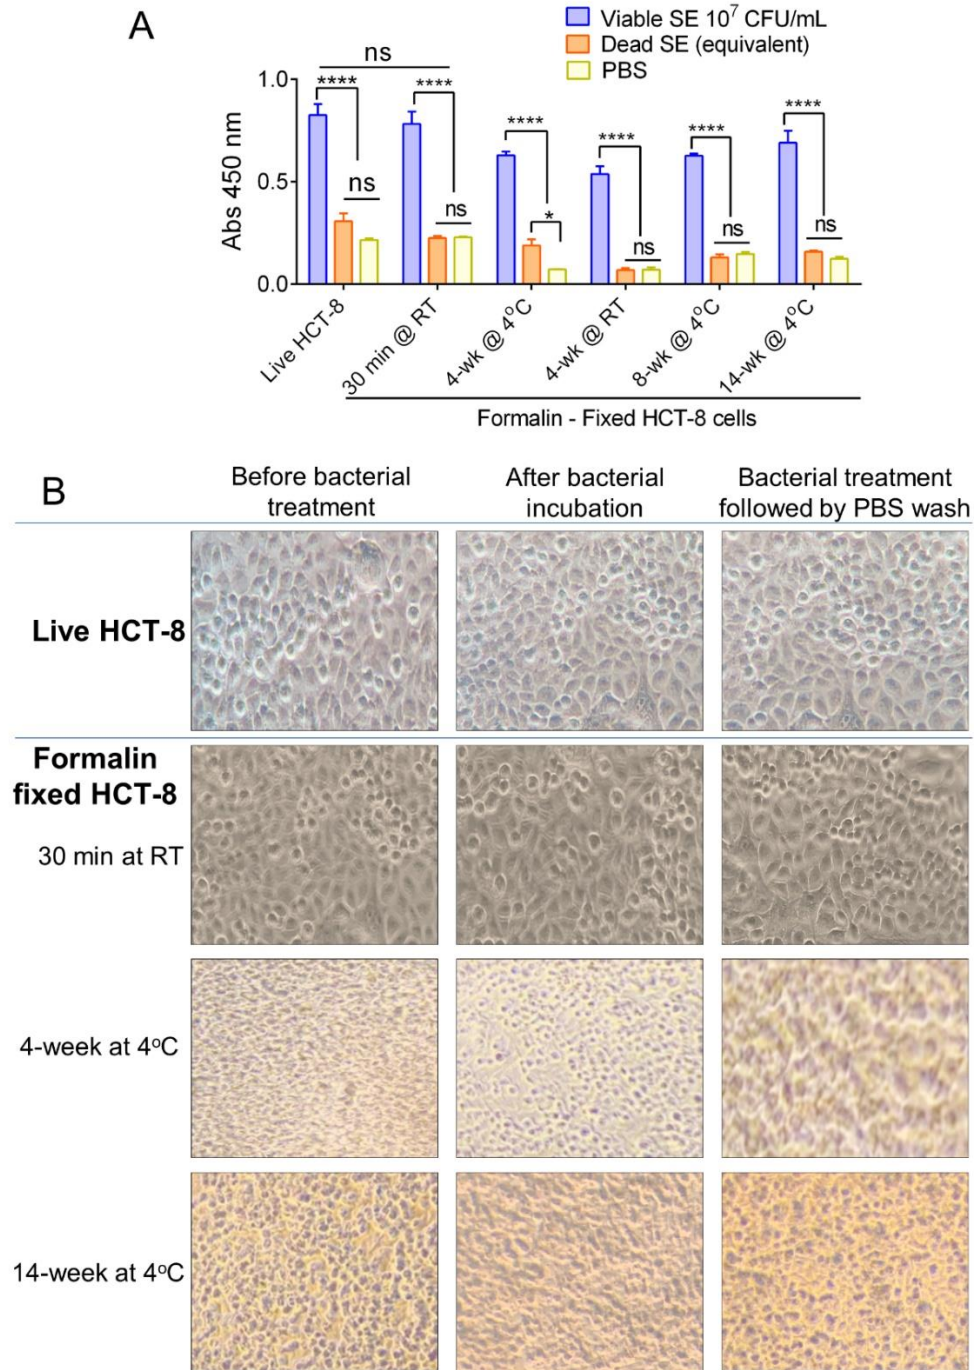 A
Viable SE 10⁷ CFU/mL
Dead SE (equivalent)
PBS
ns
**** **** **** **** **** ****
ns ns * ns ns ns
Abs 450 nm
1.0
0.5
0.0
Live HCT-8
30 min @ RT
4-wk @ 4°C
4-wk @ RT
8-wk @ 4°C
14-wk @ 4°C
Formalin - Fixed HCT-8 cells
B
Before bacterial
treatment
After bacterial
incubation
Bacterial treatment
followed by PBS wash
Live HCT-8
Formalin
fixed HCT-8
30 min at RT
4-week at 4°C
14-week at 4°C